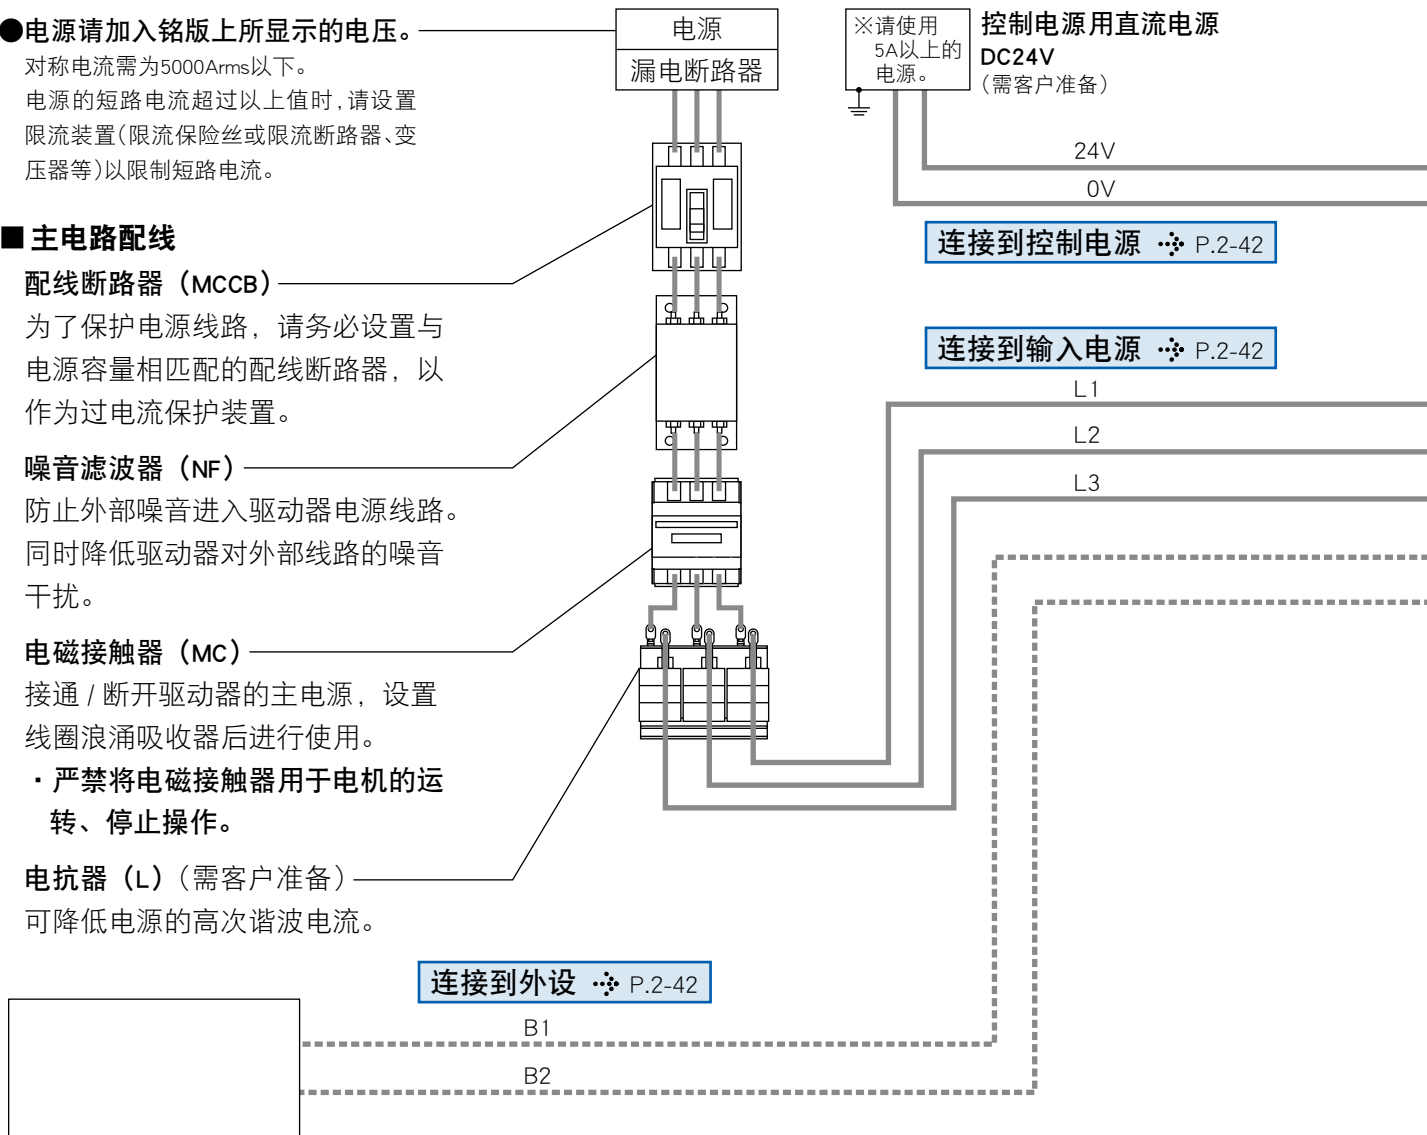 ●电源请加入铭版上所显示的电压。
对称电流需为5000Arms以下。
电源的短路电流超过以上值时,请设置
限流装置(限流保险丝或限流断路器、变
压器等)以限制短路电流。
■ 主电路配线
配线断路器（MCCB）
为了保护电源线路，请务必设置与
电源容量相匹配的配线断路器，以
作为过电流保护装置。
噪音滤波器（NF）
防止外部噪音进入驱动器电源线路。
同时降低驱动器对外部线路的噪音
干扰。
电磁接触器（MC）
接通 / 断开驱动器的主电源，设置
线圈浪涌吸收器后进行使用。
・严禁将电磁接触器用于电机的运
转、停止操作。
电抗器（L）（需客户准备）
可降低电源的高次谐波电流。
电源
漏电断路器
※请使用
5A以上的
电源。
控制电源用直流电源
DC24V
（需客户准备）
24V
0V
连接到控制电源 P.2-42
连接到输入电源 P.2-42
L1
L2
L3
连接到外设 P.2-42
B1
B2